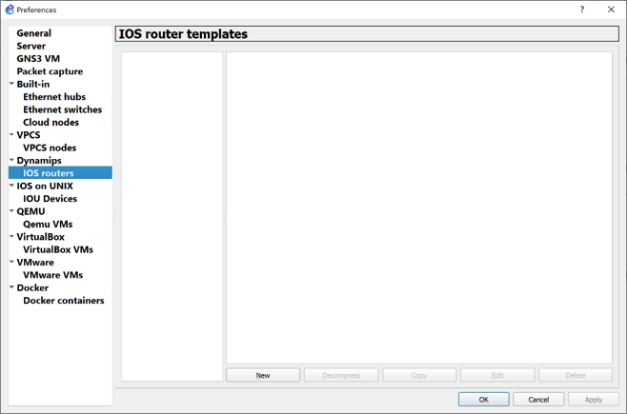 Preferences
General
Server
GNS3 VM
Packet capture
Built-in
Ethernet hubs
Ethernet switches
Cloud nodes
VPCS
VPCS nodes
Dynamips
IOS routers
IOS on UNIX
IOU Devices
QEMU
Qemu VMs
VirtualBox
VirtualBox VMs
VMware
VMware VMs
Docker
Docker containers
IOS router templates
New Decompress Copy Edit Delete
OK Cancel Apply